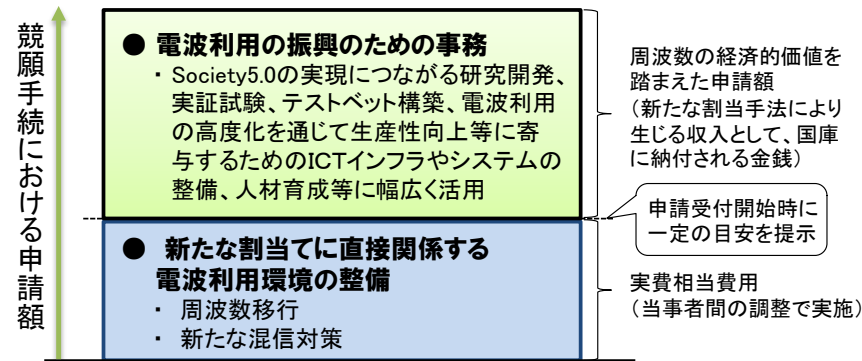 競願手続における申請額
● 電波利用の振興のための事務
・ Society5.0の実現につながる研究開発、
実証試験、テストベット構築、電波利用
の高度化を通じて生産性向上等に寄
与するためのICTインフラやシステムの
整備、人材育成等に幅広く活用
● 新たな割当てに直接関係する
電波利用環境の整備
・ 周波数移行
・ 新たな混信対策
周波数の経済的価値を
踏まえた申請額
（新たな割当手法により
生じる収入として、国庫
に納付される金銭）
申請受付開始時に
一定の目安を提示
実費相当費用
（当事者間の調整で実施）